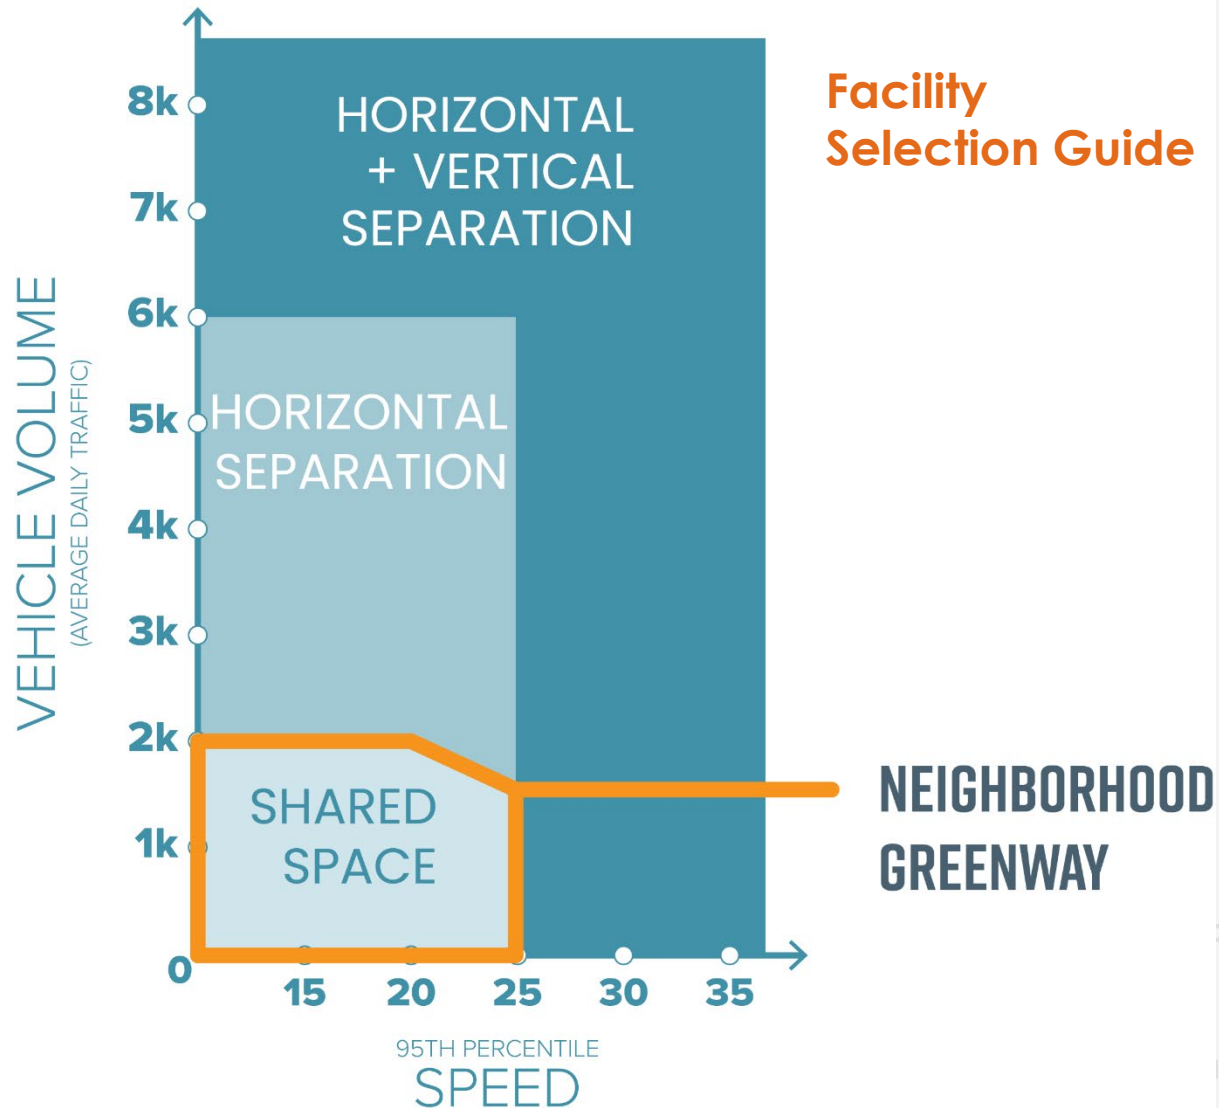 Facility
Selection Guide
8k
HORIZONTAL
+ VERTICAL
SEPARATION
7k
6k
VEHICLE VOLUME
(AVERAGE DAILY TRAFFIC)
5k
HORIZONTAL
SEPARATION
4k
3k
2k
SHARED
SPACE
1k
NEIGHBORHOOD
GREENWAY
0
15
20
25
30
35
95TH PERCENTILE
SPEED